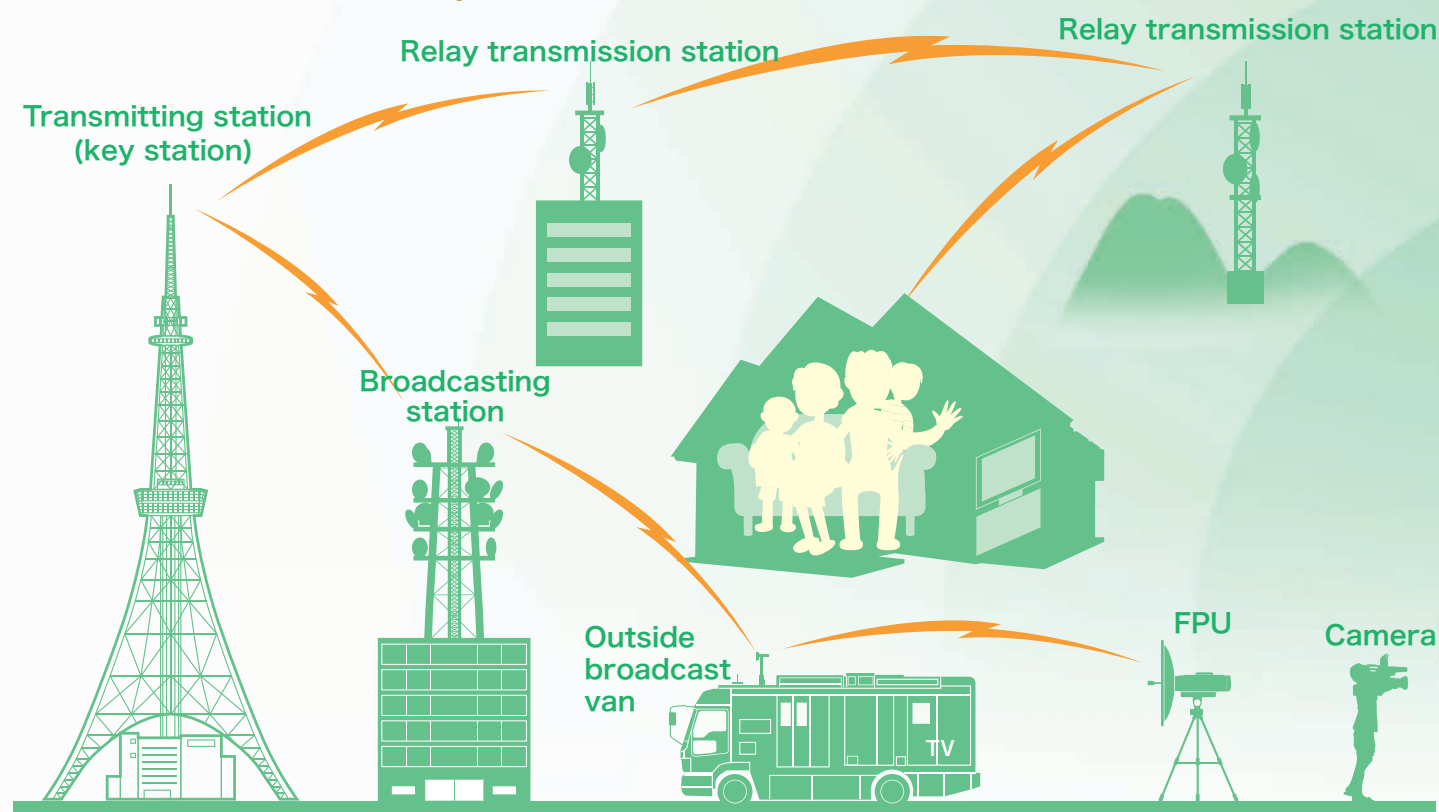 Relay transmission station
Relay transmission station
Transmitting station
(key station)
Broadcasting
station
Outside
broadcast
van
FPU
Camera
TV